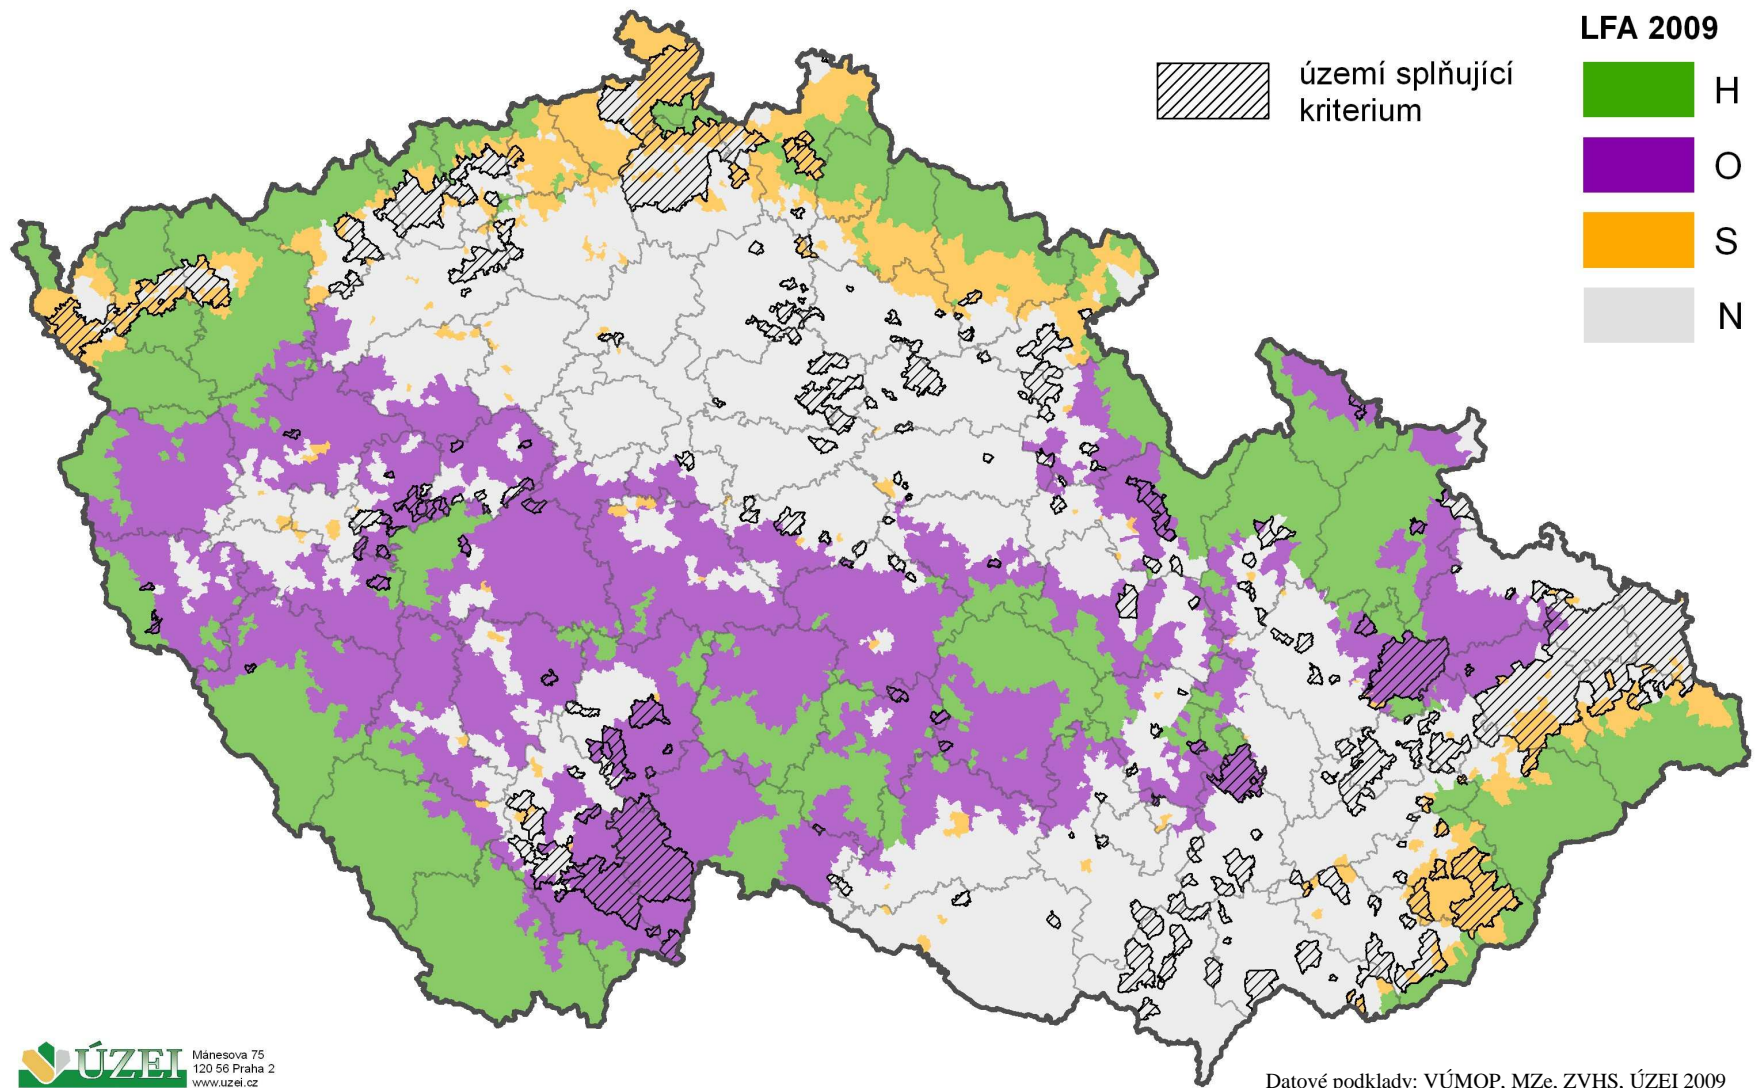 LFA 2009
území splňující
kriterium
H
O
S
N
ÚZEI
Mánesova 75
120 56 Praha 2
www.uzei.cz
Datové podklady: VÚMOP, MZe, ZVHS, ÚZEI 2009